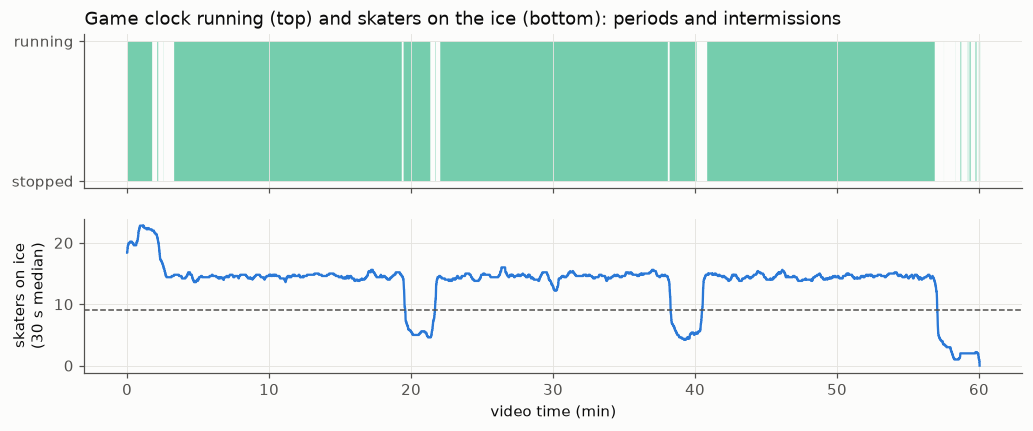 Game clock running (top) and skaters on the ice (bottom): periods and intermissions
running
stopped
skaters on ice
(30 s median)
20
10
0
0 10 20 30 40 50 60
video time (min)